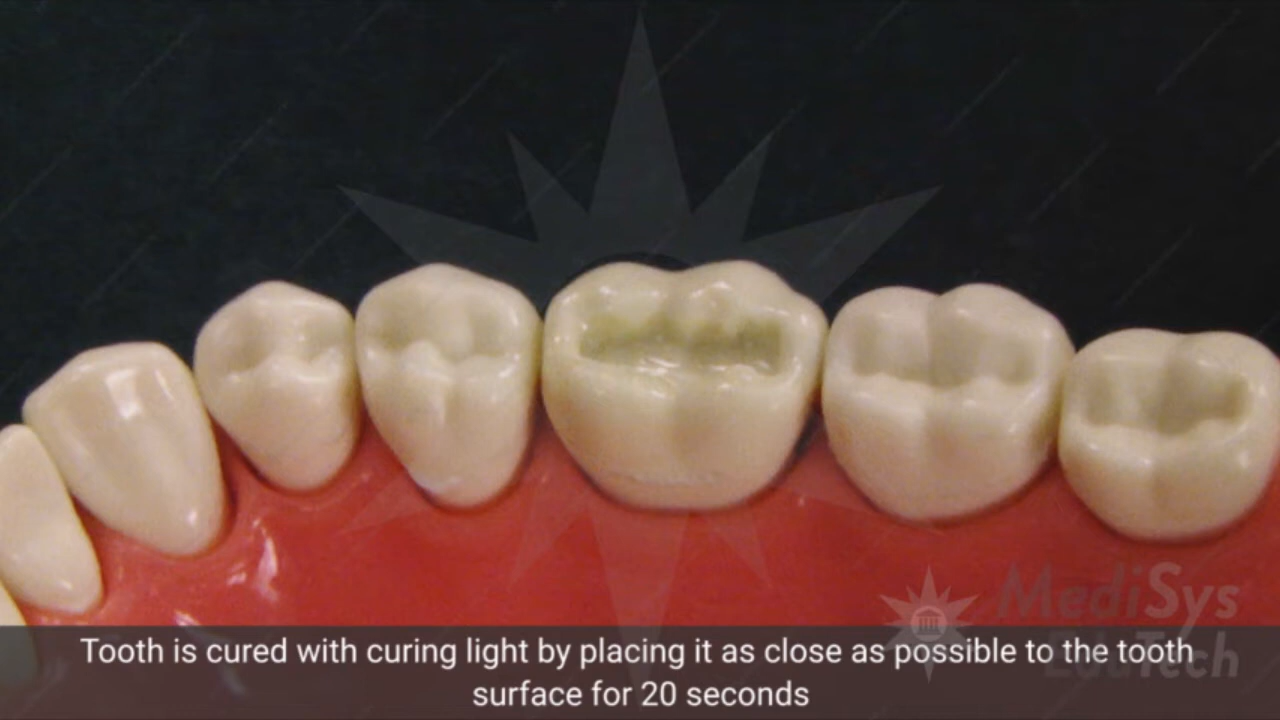 MediSys
EduTech
Tooth is cured with curing light by placing it as close as possible to the tooth
surface for 20 seconds